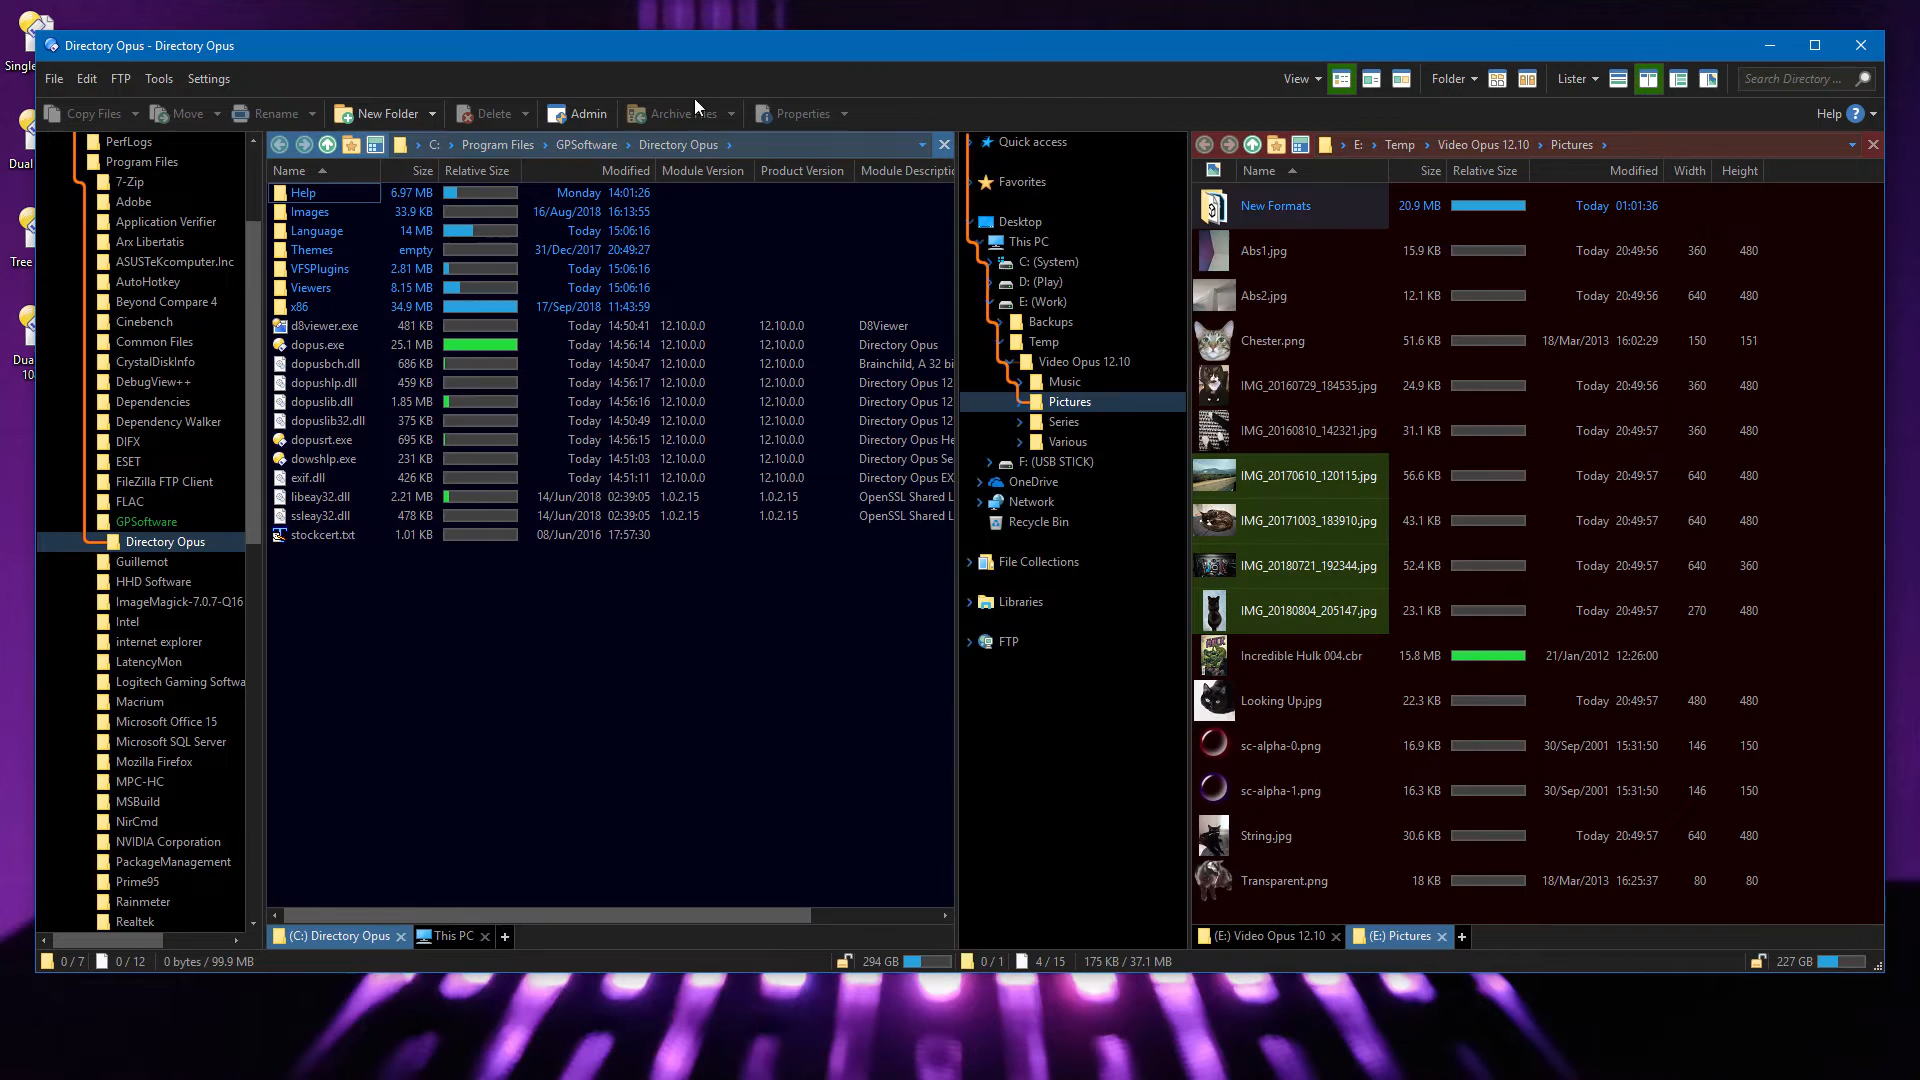 Singl
Dual
Tree
Dua
10
Directory Opus - Directory Opus
File Edit FTP Tools Settings
View Folder Lister Search Directory ...
Copy Files Move Rename New Folder Delete Admin Archive Files Properties Help
PerfLogs
Program Files
7-Zip
Adobe
Application Verifier
Arx Libertatis
ASUSTeKcomputer.Inc
AutoHotkey
Beyond Compare 4
Cinebench
Common Files
CrystalDiskInfo
DebugView++
Dependencies
Dependency Walker
DIFX
ESET
FileZilla FTP Client
FLAC
GPSoftware
Directory Opus
Guillemot
HHD Software
ImageMagick-7.0.7-Q16
Intel
internet explorer
LatencyMon
Logitech Gaming Softwa
Macrium
Microsoft Office 15
Microsoft SQL Server
Mozilla Firefox
MPC-HC
MSBuild
NirCmd
NVIDIA Corporation
PackageManagement
Prime95
Rainmeter
Realtek
C: Program Files GPSoftware Directory Opus
Name Size Relative Size Modified Module Version Product Version Module Descripti
Help 6.97 MB Monday 14:01:26
Images 33.9 KB 16/Aug/2018 16:13:55
Language 14 MB Today 15:06:16
Themes empty 31/Dec/2017 20:49:27
VFSPlugins 2.81 MB Today 15:06:16
Viewers 8.15 MB Today 15:06:16
x86 34.9 MB 17/Sep/2018 11:43:59
d8viewer.exe 481 KB Today 14:50:41 12.10.0.0 12.10.0.0 D8Viewer
dopus.exe 25.1 MB Today 14:56:14 12.10.0.0 12.10.0.0 Directory Opus
dopusbch.dll 686 KB Today 14:50:47 12.10.0.0 12.10.0.0 Brainchild, A 32 bi
dopushlp.dll 459 KB Today 14:56:17 12.10.0.0 12.10.0.0 Directory Opus 12
dopuslib.dll 1.85 MB Today 14:56:16 12.10.0.0 12.10.0.0 Directory Opus 12
dopuslib32.dll 375 KB Today 14:50:49 12.10.0.0 12.10.0.0 Directory Opus 12
dopusrt.exe 695 KB Today 14:56:15 12.10.0.0 12.10.0.0 Directory Opus He
dowshlp.exe 231 KB Today 14:51:03 12.10.0.0 12.10.0.0 Directory Opus Se
exif.dll 426 KB Today 14:51:11 12.10.0.0 12.10.0.0 Directory Opus EX
libeay32.dll 2.21 MB 14/Jun/2018 02:39:05 1.0.2.15 1.0.2.15 OpenSSL Shared L
ssleay32.dll 478 KB 14/Jun/2018 02:39:05 1.0.2.15 1.0.2.15 OpenSSL Shared L
stockcert.txt 1.01 KB 08/Jun/2016 17:57:30
(C:) Directory Opus This PC
Quick access
Favorites
Desktop
This PC
C: (System)
D: (Play)
E: (Work)
Backups
Temp
Video Opus 12.10
Music
Pictures
Series
Various
F: (USB STICK)
OneDrive
Network
Recycle Bin
File Collections
Libraries
FTP
E: Temp Video Opus 12.10 Pictures
Name Size Relative Size Modified Width Height
New Formats 20.9 MB Today 01:01:36
Abs1.jpg 15.9 KB Today 20:49:56 360 480
Abs2.jpg 12.1 KB Today 20:49:56 640 480
Chester.png 51.6 KB 18/Mar/2013 16:02:29 150 151
IMG_20160729_184535.jpg 24.9 KB Today 20:49:56 360 480
IMG_20160810_142321.jpg 31.1 KB Today 20:49:57 360 480
IMG_20170610_120115.jpg 56.6 KB Today 20:49:57 640 480
IMG_20171003_183910.jpg 43.1 KB Today 20:49:57 640 480
IMG_20180721_192344.jpg 52.4 KB Today 20:49:57 640 360
IMG_20180804_205147.jpg 23.1 KB Today 20:49:57 270 480
Incredible Hulk 004.cbr 15.8 MB 21/Jan/2012 12:26:00
Looking Up.jpg 22.3 KB Today 20:49:57 480 480
sc-alpha-0.png 16.9 KB 30/Sep/2001 15:31:50 146 150
sc-alpha-1.png 16.3 KB 30/Sep/2001 15:31:50 146 150
String.jpg 30.6 KB Today 20:49:57 640 480
Transparent.png 18 KB 18/Mar/2013 16:25:37 80 80
(E:) Video Opus 12.10 (E:) Pictures
0 / 7 0 / 12 0 bytes / 99.9 MB 294 GB 0 / 1 4 / 15 175 KB / 37.1 MB 227 GB